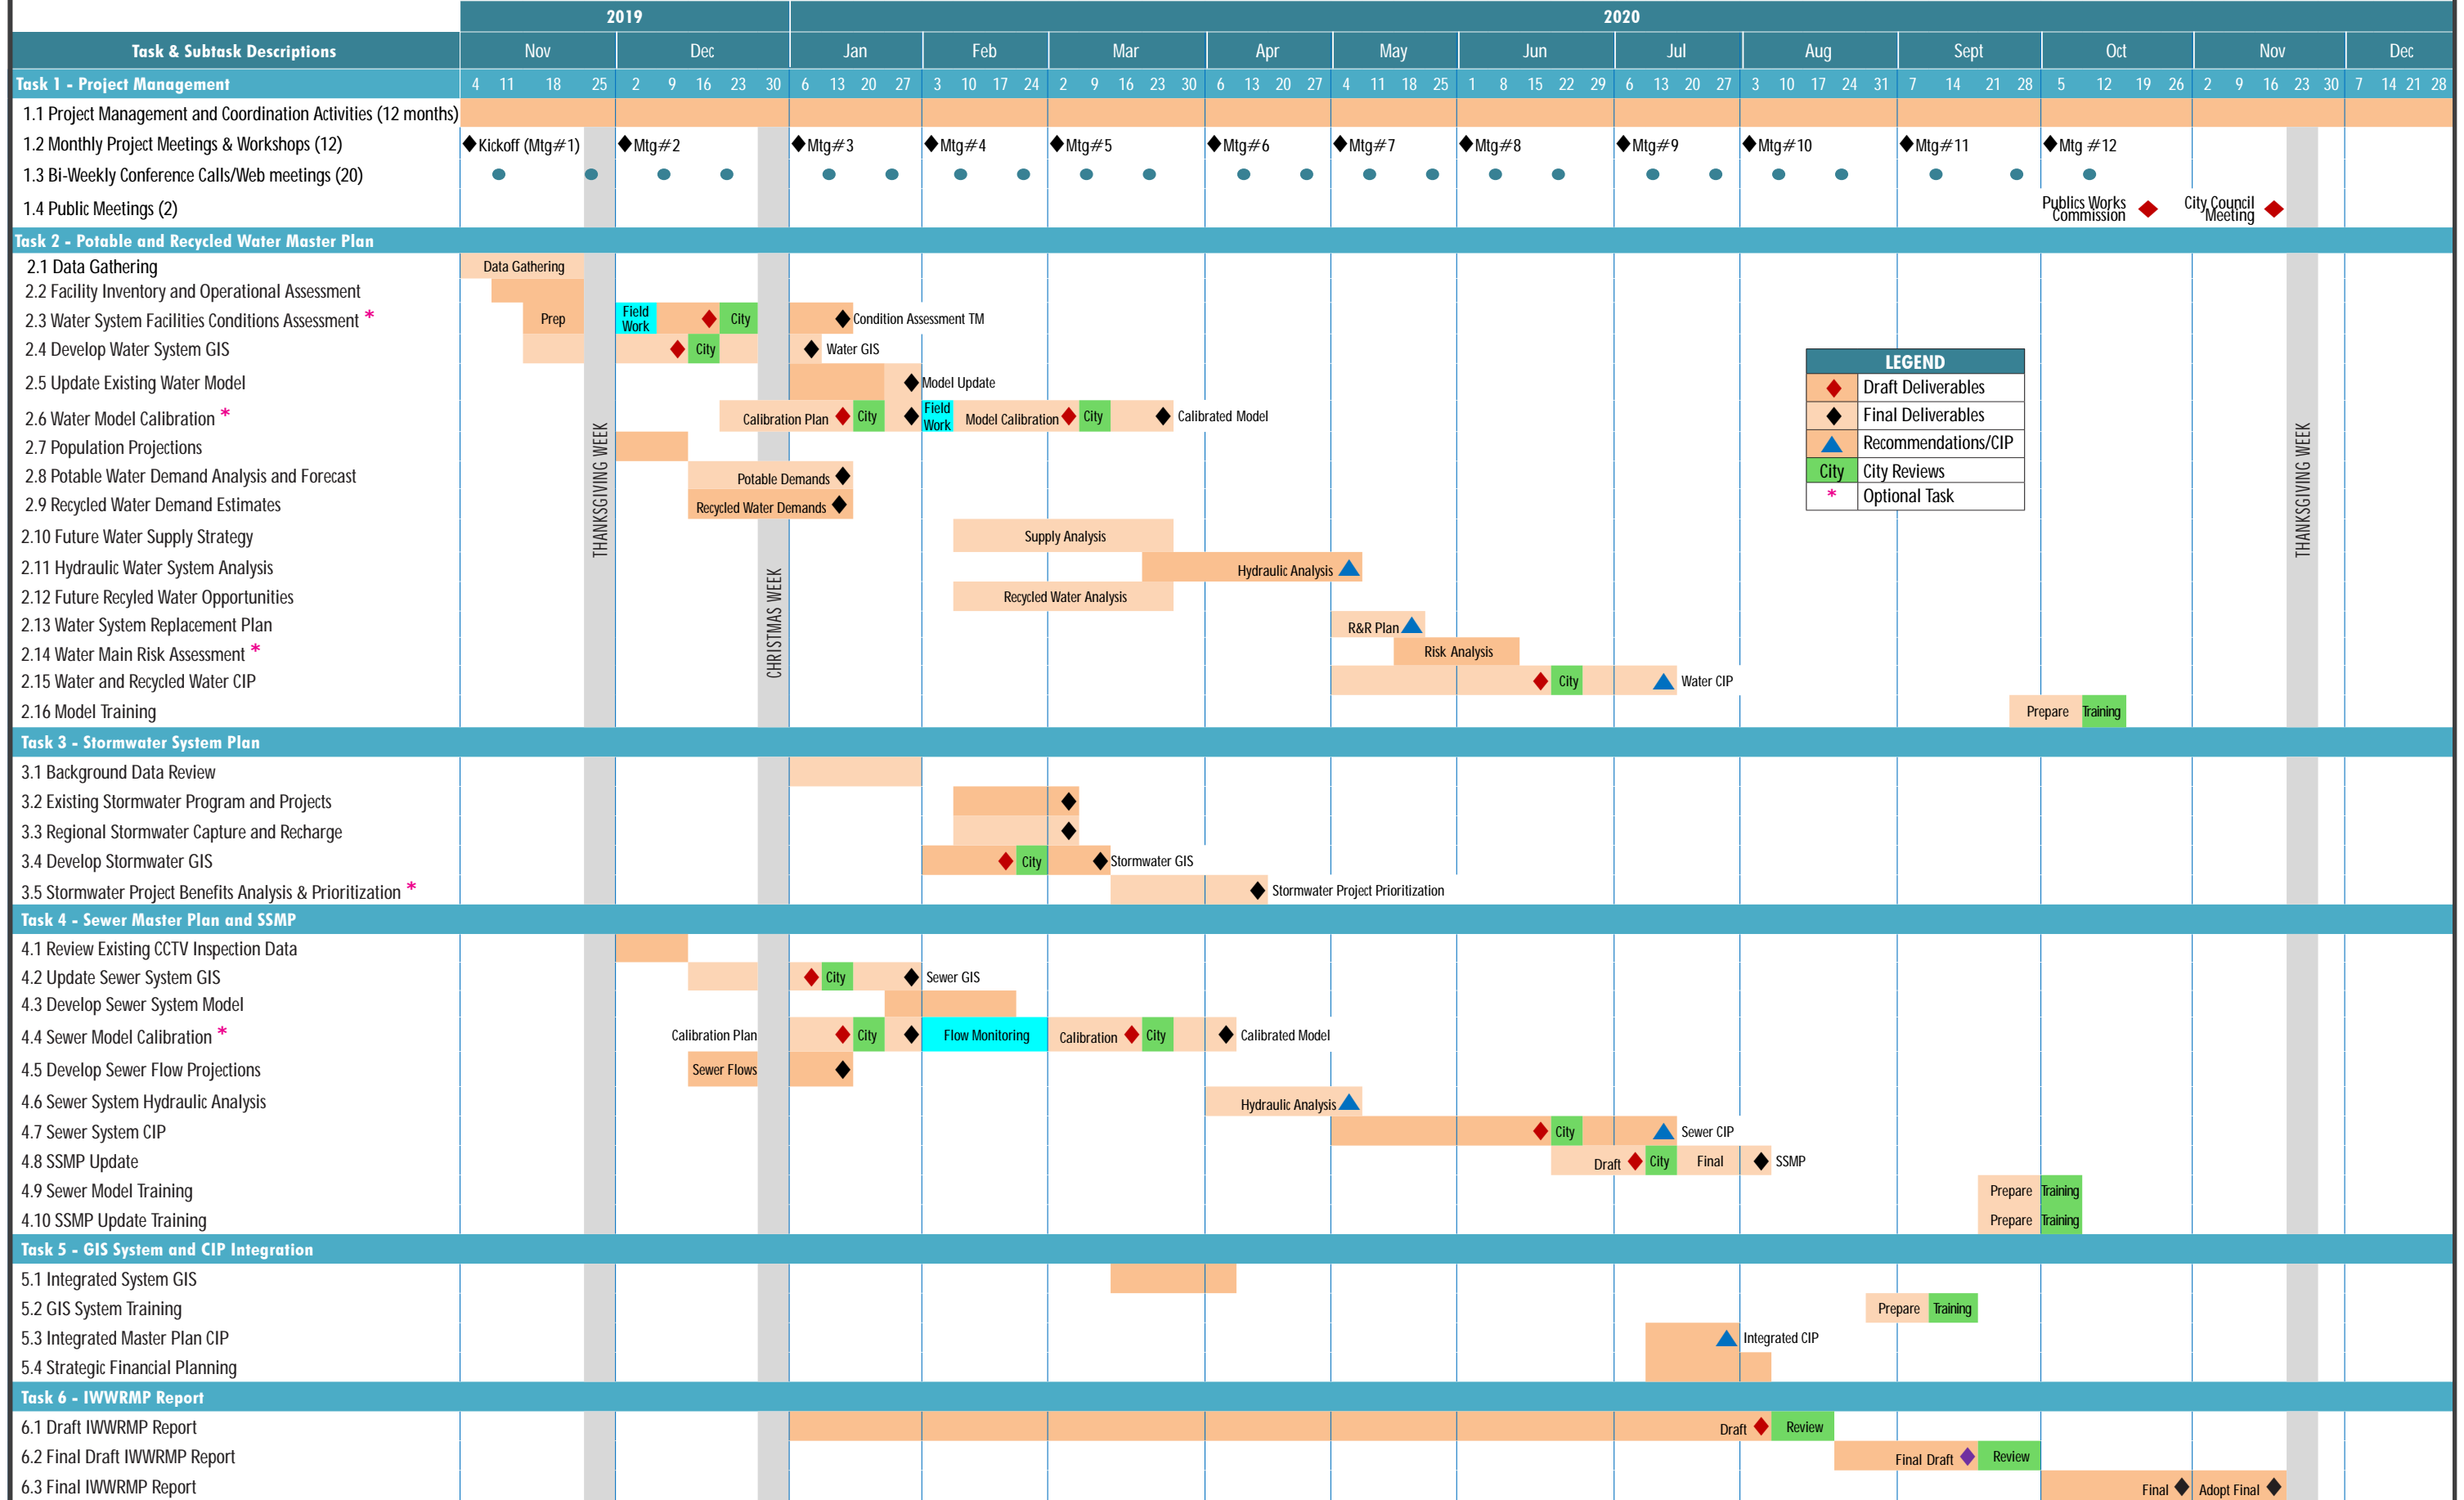 2019 2020
Task & Subtask Descriptions Nov Dec Jan Feb Mar Apr May Jun Jul Aug Sept Oct Nov Dec
Task 1 - Project Management 4 11 18 25 2 9 16 23 30 6 13 20 27 3 10 17 24 2 9 16 23 30 6 13 20 27 4 11 18 25 1 8 15 22 29 6 13 20 27 3 10 17 24 31 7 14 21 28 5 12 19 26 2 9 16 23 30 7 14 21 28
1.1 Project Management and Coordination Activities (12 months)
1.2 Monthly Project Meetings & Workshops (12) Kickoff (Mtg#1) Mtg#2 Mtg#3 Mtg#4 Mtg#5 Mtg#6 Mtg#7 Mtg#8 Mtg#9 Mtg#10 Mtg#11 Mtg #12
1.3 Bi-Weekly Conference Calls/Web meetings (20)
1.4 Public Meetings (2) Publics Works Commission City Council Meeting
Task 2 - Potable and Recycled Water Master Plan
2.1 Data Gathering Data Gathering
2.2 Facility Inventory and Operational Assessment
2.3 Water System Facilities Conditions Assessment * Prep Field Work City Condition Assessment TM
2.4 Develop Water System GIS City Water GIS
2.5 Update Existing Water Model Model Update
2.6 Water Model Calibration * Calibration Plan City Field Work Model Calibration City Calibrated Model
2.7 Population Projections
2.8 Potable Water Demand Analysis and Forecast Potable Demands
2.9 Recycled Water Demand Estimates Recycled Water Demands
2.10 Future Water Supply Strategy Supply Analysis
2.11 Hydraulic Water System Analysis Hydraulic Analysis
2.12 Future Recyled Water Opportunities Recycled Water Analysis
2.13 Water System Replacement Plan R&R Plan
2.14 Water Main Risk Assessment * Risk Analysis
2.15 Water and Recycled Water CIP City Water CIP
2.16 Model Training Prepare Training
THANKSGIVING WEEK
CHRISTMAS WEEK
THANKSGIVING WEEK
LEGEND
Draft Deliverables
Final Deliverables
Recommendations/CIP
City City Reviews
* Optional Task
Task 3 - Stormwater System Plan
3.1 Background Data Review
3.2 Existing Stormwater Program and Projects
3.3 Regional Stormwater Capture and Recharge
3.4 Develop Stormwater GIS City Stormwater GIS
3.5 Stormwater Project Benefits Analysis & Prioritization * Stormwater Project Prioritization
Task 4 - Sewer Master Plan and SSMP
4.1 Review Existing CCTV Inspection Data
4.2 Update Sewer System GIS City Sewer GIS
4.3 Develop Sewer System Model
4.4 Sewer Model Calibration * Calibration Plan City Flow Monitoring Calibration City Calibrated Model
4.5 Develop Sewer Flow Projections Sewer Flows
4.6 Sewer System Hydraulic Analysis Hydraulic Analysis
4.7 Sewer System CIP City Sewer CIP
4.8 SSMP Update Draft City Final SSMP
4.9 Sewer Model Training Prepare Training
4.10 SSMP Update Training Prepare Training
Task 5 - GIS System and CIP Integration
5.1 Integrated System GIS
5.2 GIS System Training Prepare Training
5.3 Integrated Master Plan CIP Integrated CIP
5.4 Strategic Financial Planning
Task 6 - IWWRMP Report
6.1 Draft IWWRMP Report Draft Review
6.2 Final Draft IWWRMP Report Final Draft Review
6.3 Final IWWRMP Report Final Adopt Final